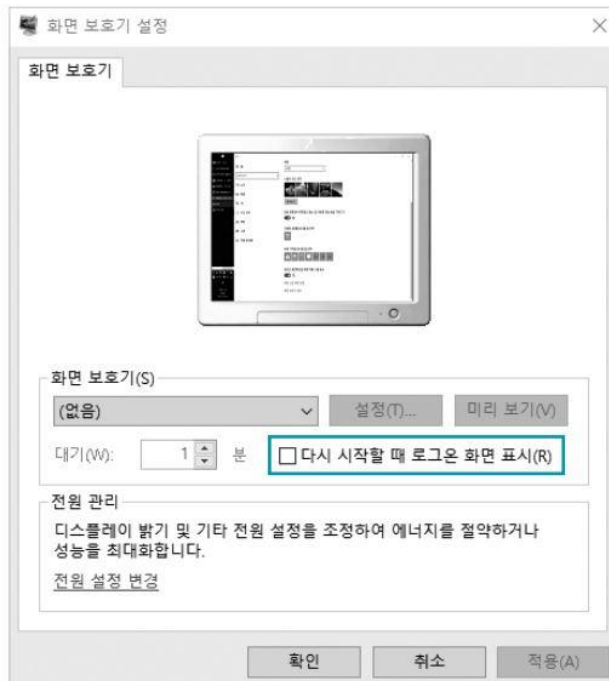 화면 보호기 설정
화면 보호기
화면 보호기(S)
(없음)
설정(T)...
미리 보기(V)
대기(W):
1
분
다시 시작할 때 로그온 화면 표시(R)
전원 관리
디스플레이 밝기 및 기타 전원 설정을 조정하여 에너지를 절약하거나
성능을 최대화합니다.
전원 설정 변경
확인
취소
적용(A)